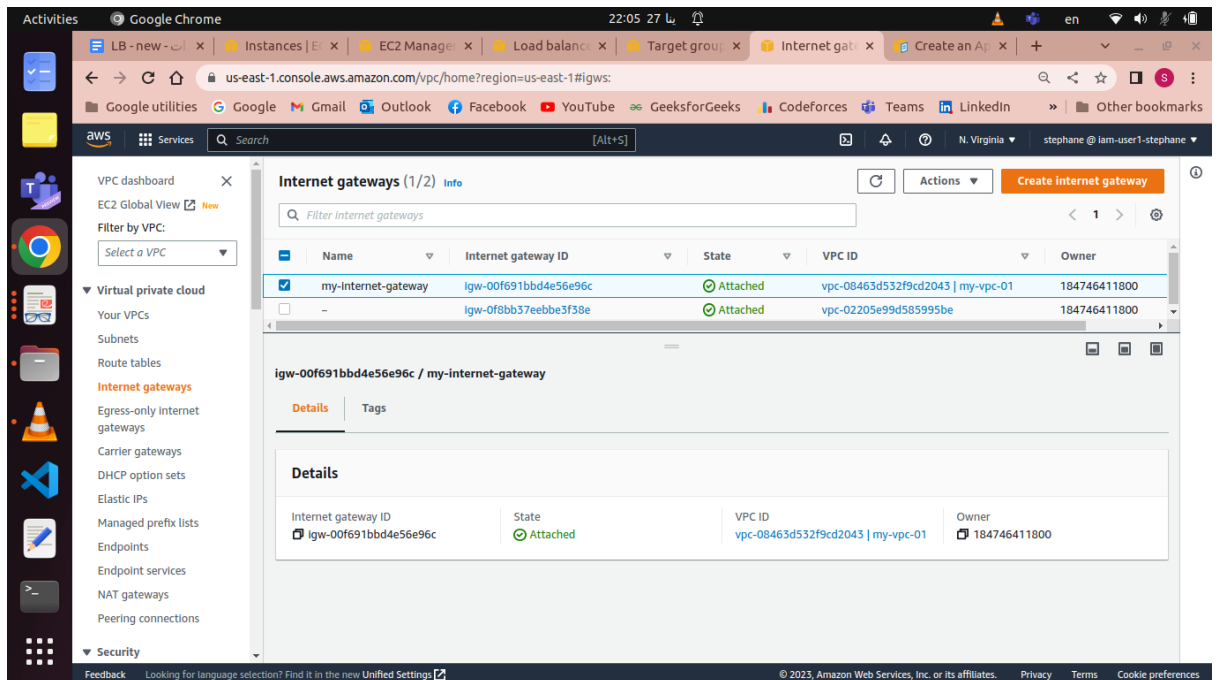 Activities Google Chrome 22:05 27 يا en
LB - new - ات Instances | E EC2 Manage Load balance Target group Internet gate Create an Ap
us-east-1.console.aws.amazon.com/vpc/home?region=us-east-1#igws: S
Google utilities Google Gmail Outlook Facebook YouTube GeeksforGeeks Codeforces Teams LinkedIn » Other bookmarks
aws Services Search [Alt+S] N. Virginia ▼ stephane @ iam-user1-stephane ▼
VPC dashboard
EC2 Global View New
Filter by VPC:
Select a VPC
Virtual private cloud
Your VPCs
Subnets
Route tables
Internet gateways
Egress-only internet
gateways
Carrier gateways
DHCP option sets
Elastic IPs
Managed prefix lists
Endpoints
Endpoint services
NAT gateways
Peering connections
Security
Internet gateways (1/2) Info
Actions ▼ Create internet gateway
Filter internet gateways
1
Name Internet gateway ID State VPC ID Owner
my-internet-gateway igw-00f691bbd4e56e96c Attached vpc-08463d532f9cd2043 | my-vpc-01 184746411800
– igw-0f8bb37eebbe3f38e Attached vpc-02205e99d585995be 184746411800
igw-00f691bbd4e56e96c / my-internet-gateway
Details Tags
Details
Internet gateway ID State VPC ID Owner
igw-00f691bbd4e56e96c Attached vpc-08463d532f9cd2043 | my-vpc-01 184746411800
Feedback Looking for language selection? Find it in the new Unified Settings © 2023, Amazon Web Services, Inc. or its affiliates. Privacy Terms Cookie preferences